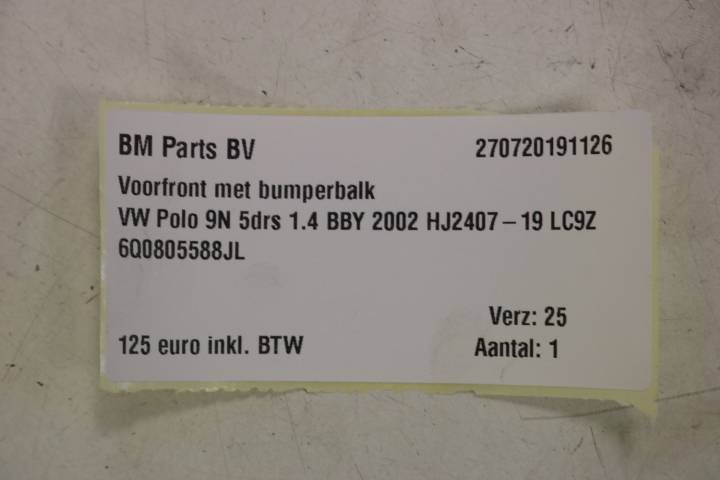 BM Parts BV 270720191126
Voorfront met bumperbalk
VW Polo 9N 5drs 1.4 BBY 2002 HJ2407-19 LC9Z
6Q0805588JL
Verz: 25
125 euro inkl. BTW Aantal: 1